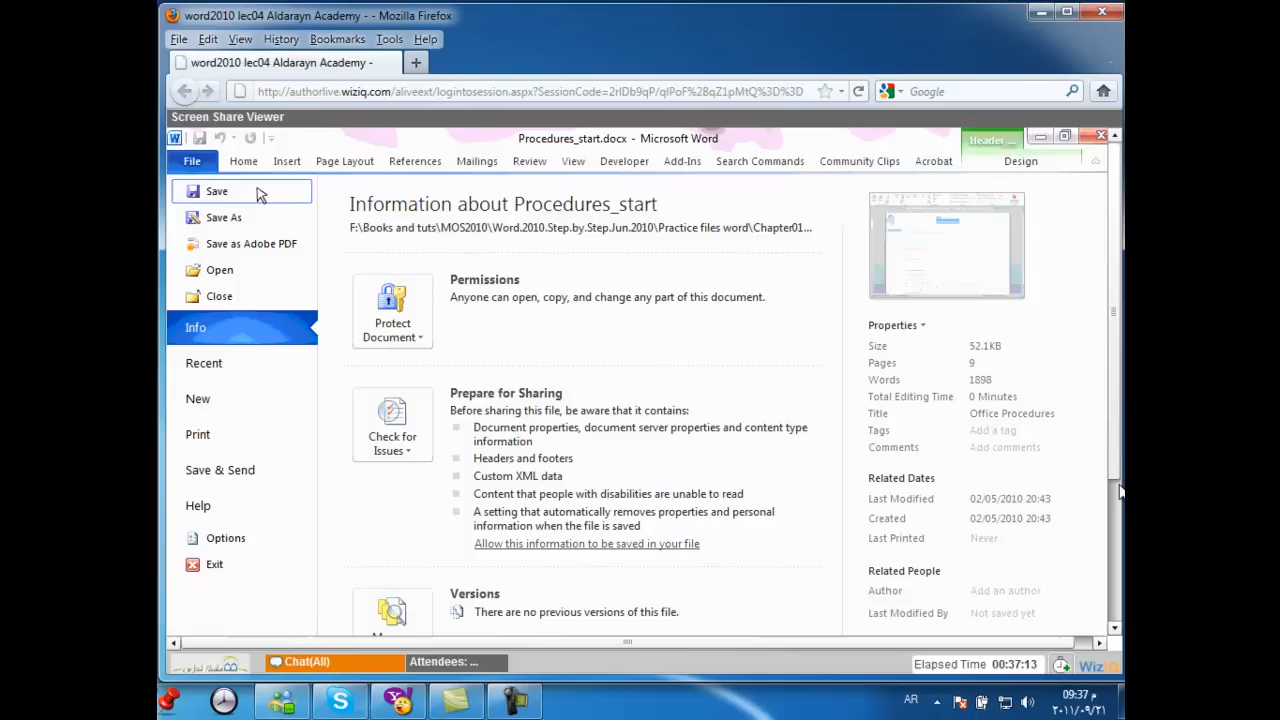 word2010 lec04 Aldarayn Academy - - Mozilla Firefox
File Edit View History Bookmarks Tools Help
word2010 lec04 Aldarayn Academy -
http://authorlive.wiziq.com/aliveext/logintosession.aspx?SessionCode=2rIDb9qP/qIPoF%2BqZ1pMtQ%3D%3D
Google
Screen Share Viewer
Procedures_start.docx - Microsoft Word
Header ...
File Home Insert Page Layout References Mailings Review View Developer Add-Ins Search Commands Community Clips Acrobat Design
Save
Save As
Save as Adobe PDF
Open
Close
Info
Recent
New
Print
Save & Send
Help
Options
Exit
Information about Procedures_start
F:\Books and tuts\MOS2010\Word.2010.Step.by.Step.Jun.2010\Practice files word\Chapter01...
Protect
Document
Permissions
Anyone can open, copy, and change any part of this document.
Check for
Issues
Prepare for Sharing
Before sharing this file, be aware that it contains:
Document properties, document server properties and content type
information
Headers and footers
Custom XML data
Content that people with disabilities are unable to read
A setting that automatically removes properties and personal
information when the file is saved
Allow this information to be saved in your file
Versions
There are no previous versions of this file.
Properties
Size 52.1KB
Pages 9
Words 1898
Total Editing Time 0 Minutes
Title Office Procedures
Tags Add a tag
Comments Add comments
Related Dates
Last Modified 02/05/2010 20:43
Created 02/05/2010 20:43
Last Printed Never
Related People
Author Add an author
Last Modified By Not saved yet
Chat(All)
Attendees: ...
Elapsed Time 00:37:13
WizIQ
AR
09:37 م
٢٠١١/٠٩/٢١